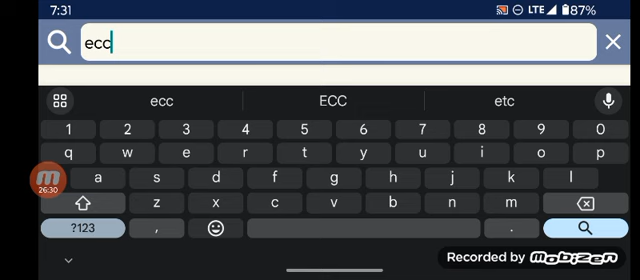 7:31 LTE 87%
ecc
ecc ECC etc
1 2 3 4 5 6 7 8 9 0
q w e r t y u i o p
a s d f g h j k l
26:30
z x c v b n m
?123 , .
Recorded by mobizen